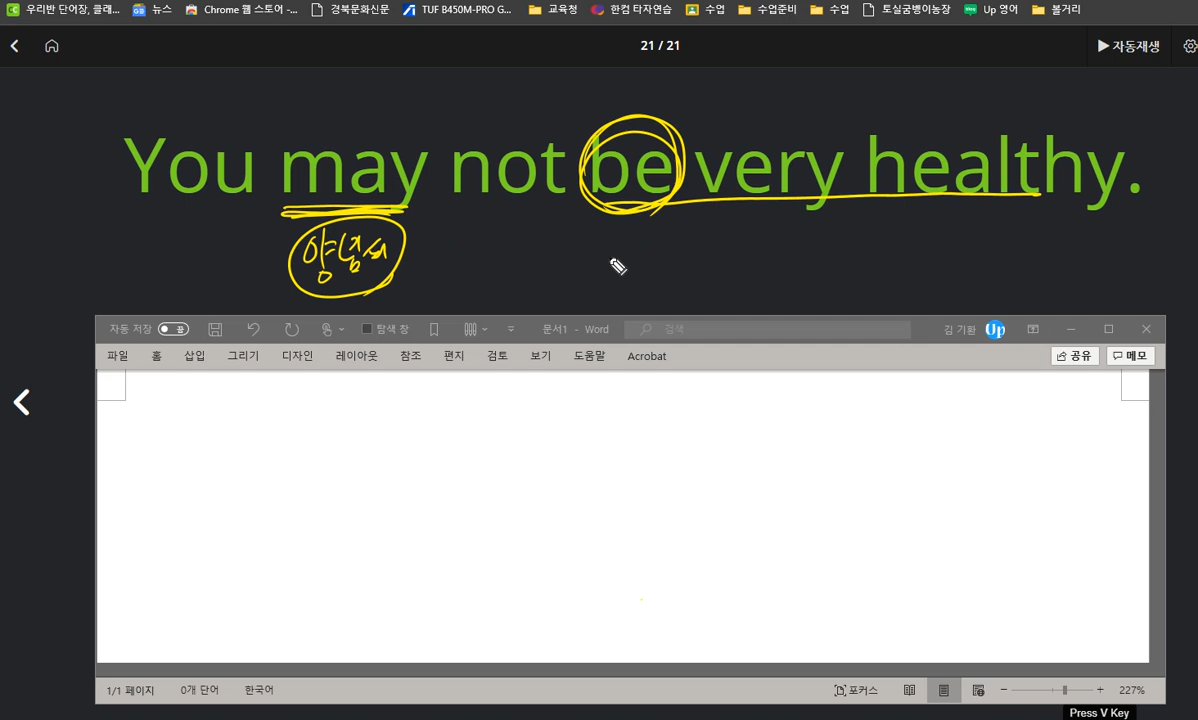 우리반 단어장, 클래... 뉴스 Chrome 웹 스토어 -... 경북문화신문 TUF B450M-PRO G... 교육청 한컴 타자연습 수업 수업준비 수업 토실굼벵이농장 Up 영어 볼거리
21 / 21 ▶자동재생
You may not be very healthy.
자동 저장 끔 탐색 창 문서1 - Word 검색 김 기환 Up
파일 홈 삽입 그리기 디자인 레이아웃 참조 편지 검토 보기 도움말 Acrobat 공유 메모
1/1 페이지 0개 단어 한국어 포커스 - + 227%
Press V Key